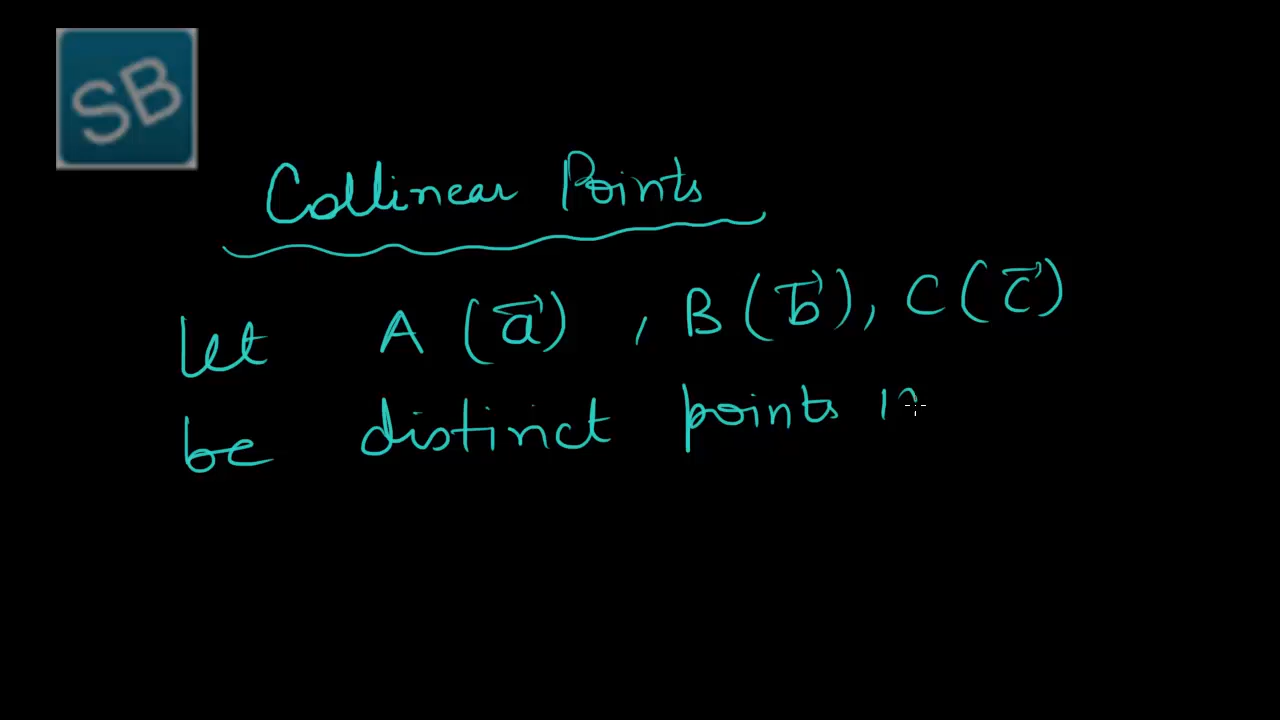 SB
Collinear Points
Let A (a⃗) , B (b⃗), C (c⃗)
be distinct points